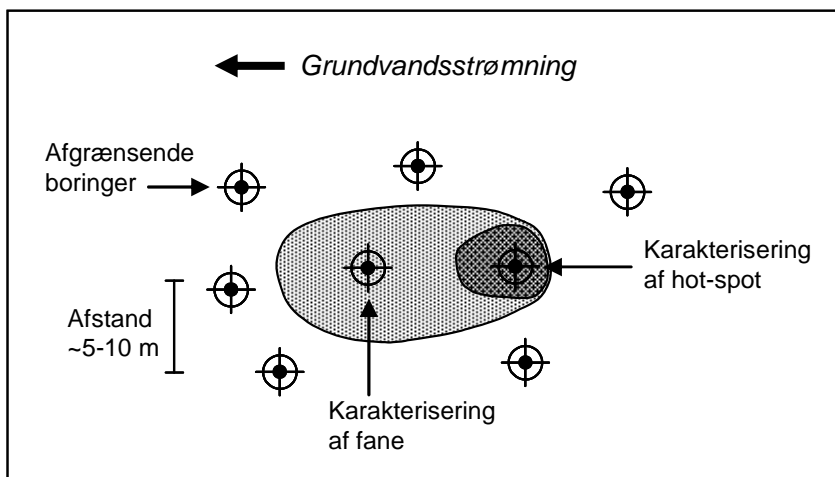 Grundvandsstrømning
Afgrænsende
boringer
Karakterisering
af hot-spot
Afstand
~5-10 m
Karakterisering
af fane